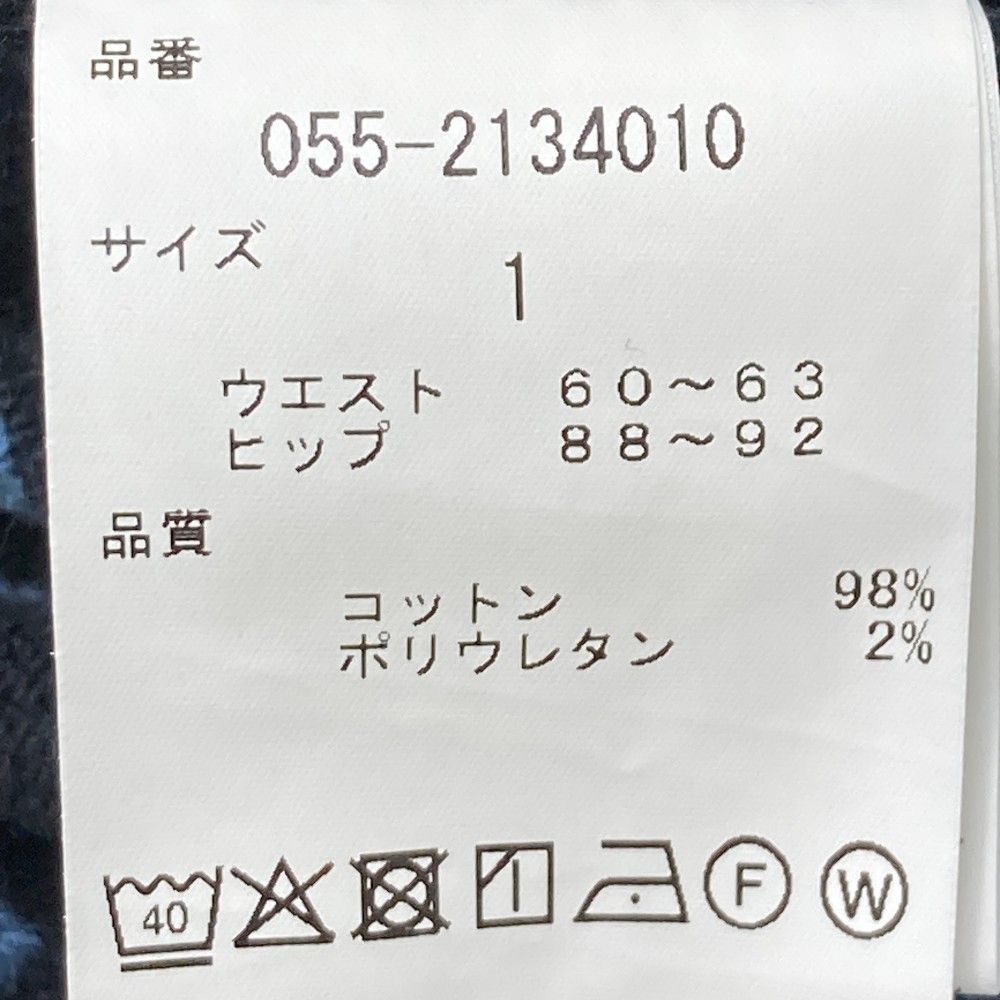 品番
055-2134010
サイズ
1
ウエスト 60～63
ヒップ 88～92
品質
コットン 98%
ポリウレタン 2%
40 F W